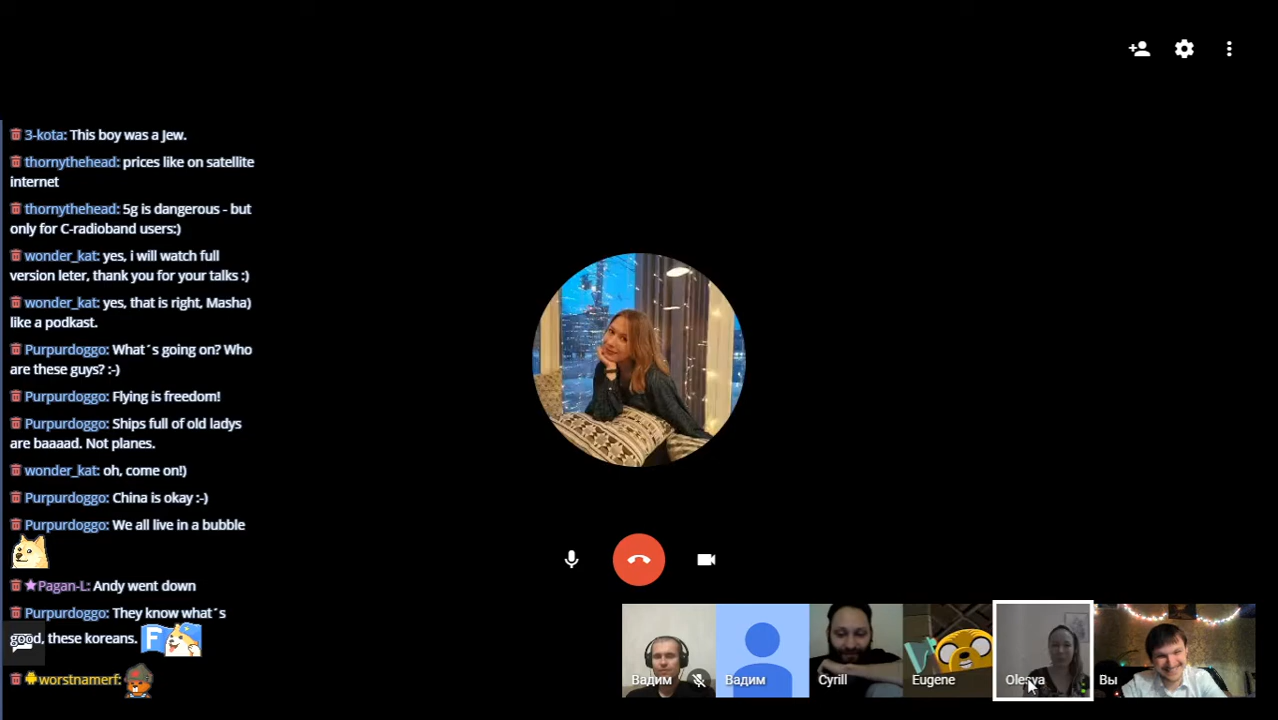 3-kota: This boy was a Jew.
thornythehead: prices like on satellite
internet
thornythehead: 5g is dangerous - but
only for C-radioband users:)
wonder_kat: yes, i will watch full
version leter, thank you for your talks :)
wonder_kat: yes, that is right, Masha)
like a podkast.
Purpurdoggo: What´s going on? Who
are these guys? :-)
Purpurdoggo: Flying is freedom!
Purpurdoggo: Ships full of old ladys
are baaaad. Not planes.
wonder_kat: oh, come on!)
Purpurdoggo: China is okay :-)
Purpurdoggo: We all live in a bubble
Pagan-L: Andy went down
Purpurdoggo: They know what´s
good, these koreans. F
worstnamerf:
Вадим
Вадим
Cyrill
Eugene
Olesya
Вы